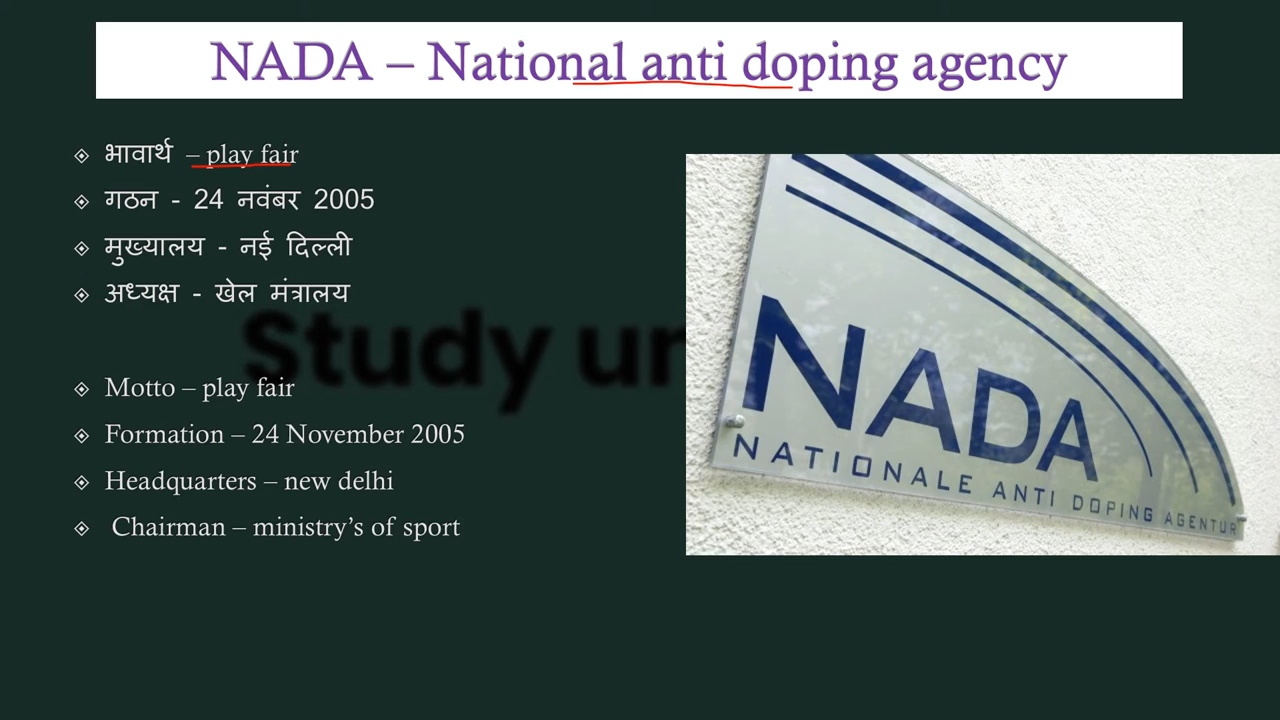 NADA – National anti doping agency
भावार्थ – play fair
गठन - 24 नवंबर 2005
मुख्यालय - नई दिल्ली
अध्यक्ष - खेल मंत्रालय
Study
Motto – play fair
Formation – 24 November 2005
Headquarters – new delhi
Chairman – ministry's of sport
NADA
NATIONALE ANTI DOPING AGENTUR